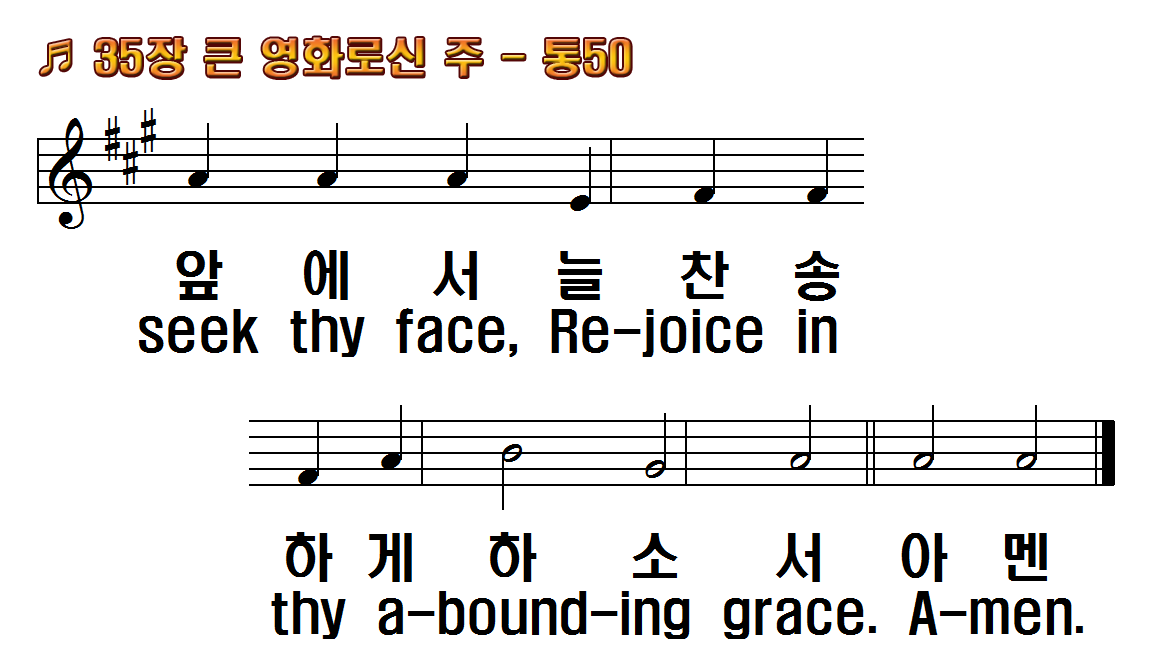 ♬ 35장 큰 영화로신 주 - 통50
앞 에 서 늘 찬 송
seek thy face, Re-joice in
하 게 하 소 서 아 멘
thy a-bound-ing grace. A-men.